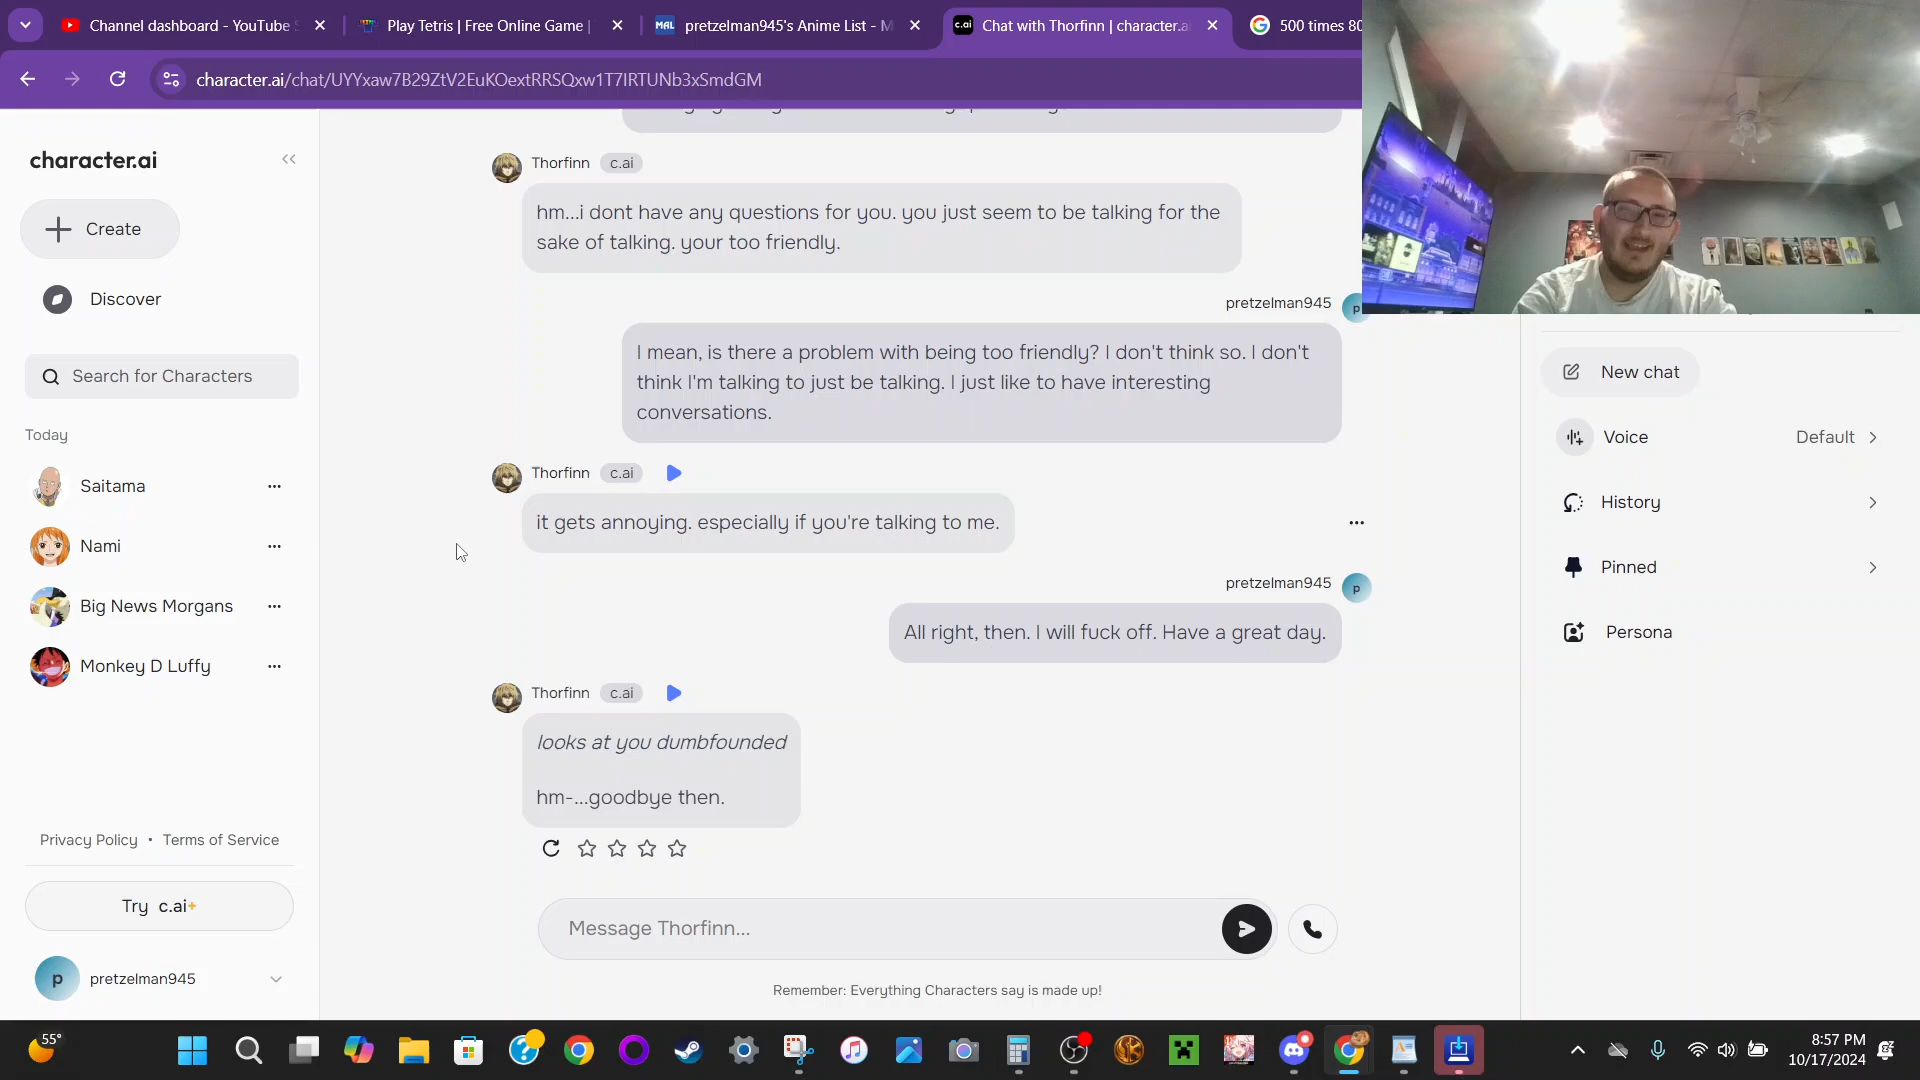 Channel dashboard - YouTube
Play Tetris | Free Online Game |
MAL pretzelman945's Anime List -
c.ai Chat with Thorfinn | character.a
500 times 80
character.ai/chat/UYYxaw7B29ZtV2EuKOextRRSQxw1T7IRTUNb3xSmdGM
character.ai
Create
Discover
Search for Characters
Today
Saitama
Nami
Big News Morgans
Monkey D Luffy
Privacy Policy • Terms of Service
Try c.ai+
p pretzelman945
Thorfinn c.ai
hm...i dont have any questions for you. you just seem to be talking for the
sake of talking. your too friendly.
pretzelman945 p
I mean, is there a problem with being too friendly? I don't think so. I don't
think I'm talking to just be talking. I just like to have interesting
conversations.
Thorfinn c.ai
it gets annoying. especially if you're talking to me.
pretzelman945 p
All right, then. I will fuck off. Have a great day.
Thorfinn c.ai
looks at you dumbfounded
hm-...goodbye then.
Message Thorfinn...
Remember: Everything Characters say is made up!
New chat
Voice Default
History
Pinned
Persona
55°
8:57 PM
10/17/2024